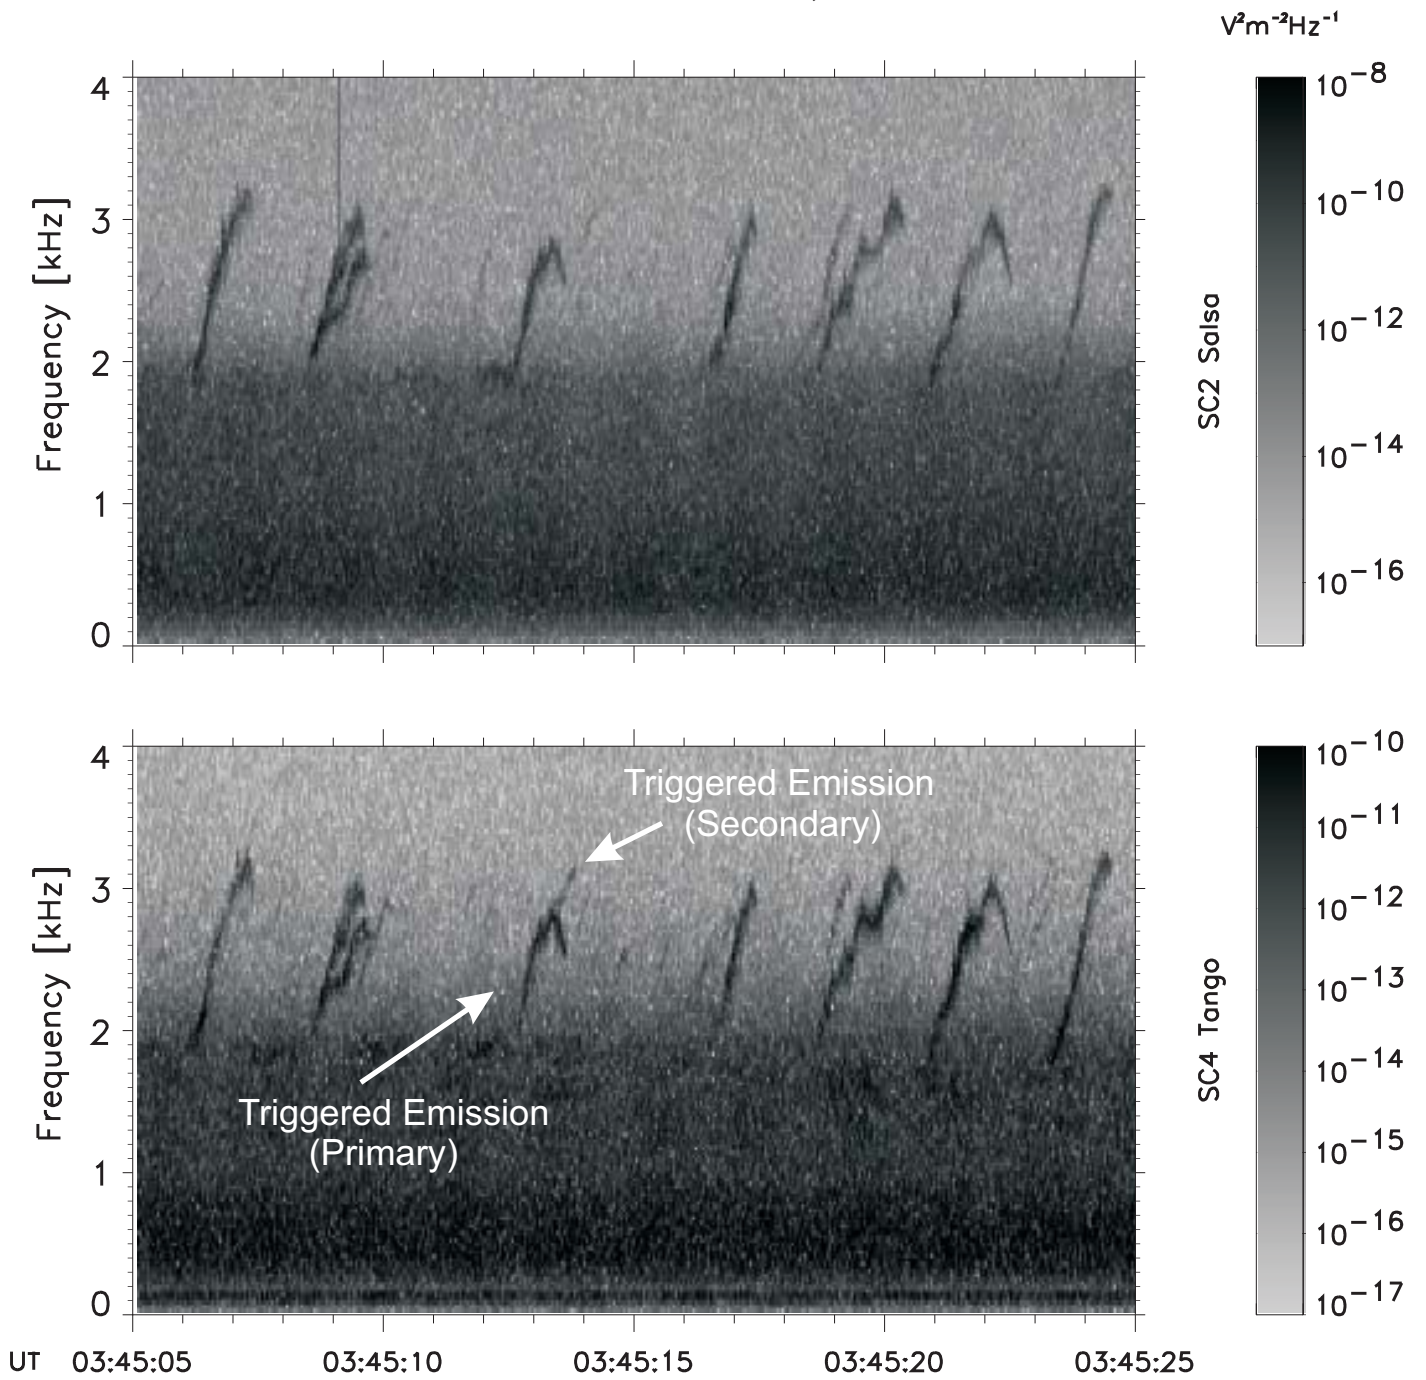 V²m⁻²Hz⁻¹
4
3
2
1
0
Frequency [kHz]
SC2 Salsa
10⁻⁸
10⁻¹⁰
10⁻¹²
10⁻¹⁴
10⁻¹⁶
4
3
2
1
0
Frequency [kHz]
Triggered Emission
(Secondary)
Triggered Emission
(Primary)
SC4 Tango
10⁻¹⁰
10⁻¹¹
10⁻¹²
10⁻¹³
10⁻¹⁴
10⁻¹⁵
10⁻¹⁶
10⁻¹⁷
UT 03:45:05 03:45:10 03:45:15 03:45:20 03:45:25